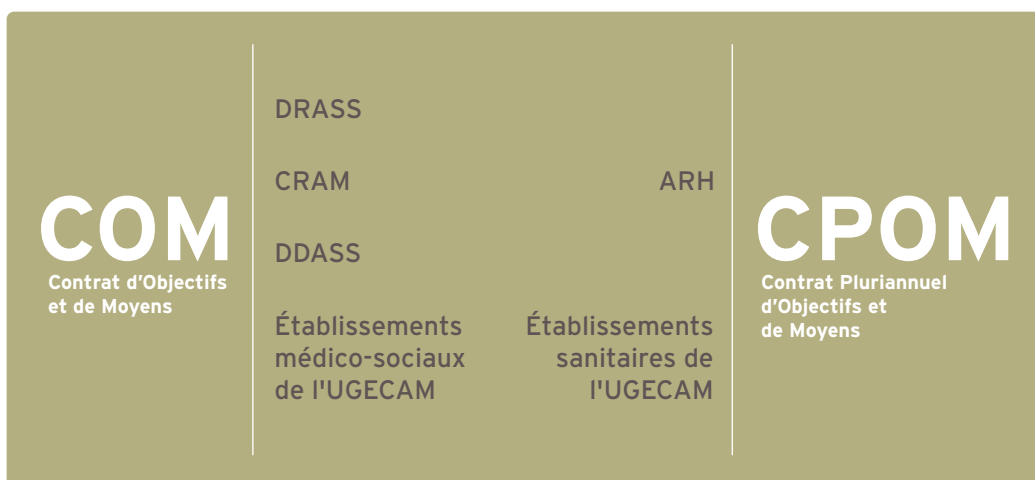 COM
Contrat d'Objectifs
et de Moyens
DRASS
CRAM
DDASS
Établissements
médico-sociaux
de l'UGECAM
ARH
Établissements
sanitaires de
l'UGECAM
CPOM
Contrat Pluriannuel
d'Objectifs et
de Moyens